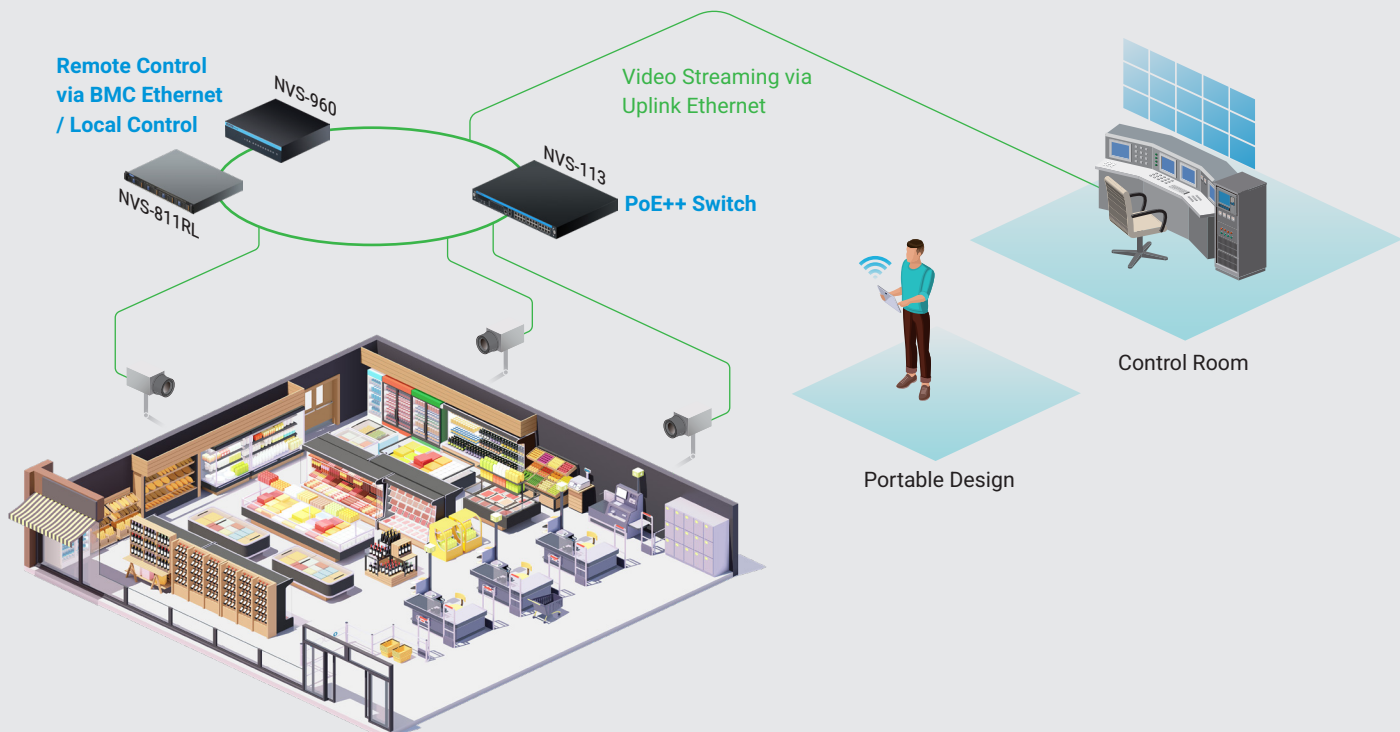 Remote Control
via BMC Ethernet
/ Local Control
NVS-960
NVS-811RL
NVS-113
PoE++ Switch
Video Streaming via
Uplink Ethernet
Control Room
Portable Design